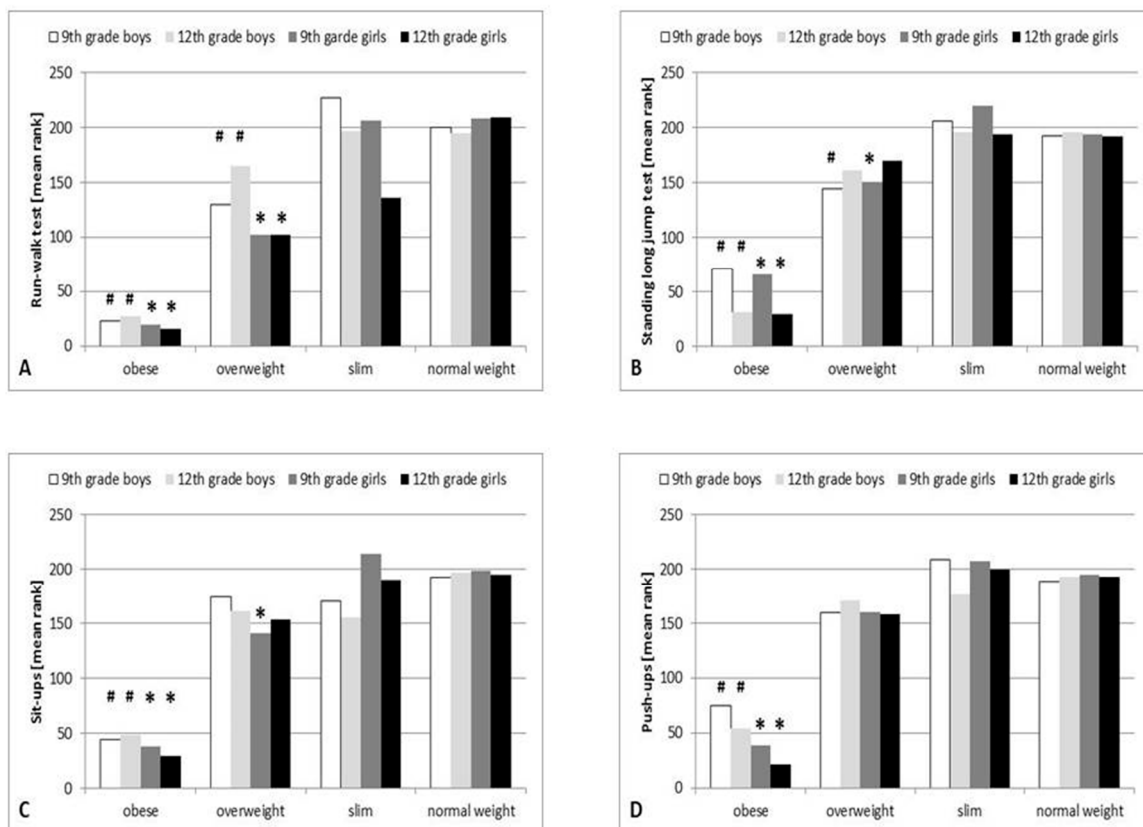 9th grade boys 12th grade boys 9th garde girls 12th grade girls
Run-walk test [mean rank]
250
200
150
100
50
0
# # * *
# # * *
obese overweight slim normal weight
A
9th grade boys 12th grade boys 9th garde girls 12th grade girls
Standing long jump test [mean rank]
250
200
150
100
50
0
# *
# # * *
obese overweight slim normal weight
B
9th grade boys 12th grade boys 9th garde girls 12th grade girls
Sit-ups [mean rank]
250
200
150
100
50
0
*
# # * *
obese overweight slim normal weight
C
9th grade boys 12th grade boys 9th garde girls 12th grade girls
Push-ups [mean rank]
250
200
150
100
50
0
# # * *
obese overweight slim normal weight
D